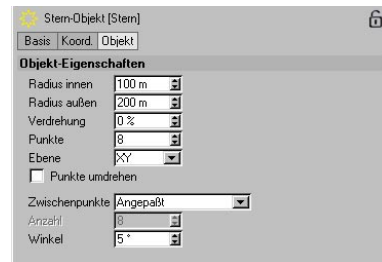 Stern-Objekt [Stern]
Basis Koord. Objekt
Objekt-Eigenschaften
Radius innen 100 m
Radius außen 200 m
Verdrehung 0 %
Punkte 8
Ebene XY
Punkte umdrehen
Zwischenpunkte Angepaßt
Anzahl 8
Winkel 5 °